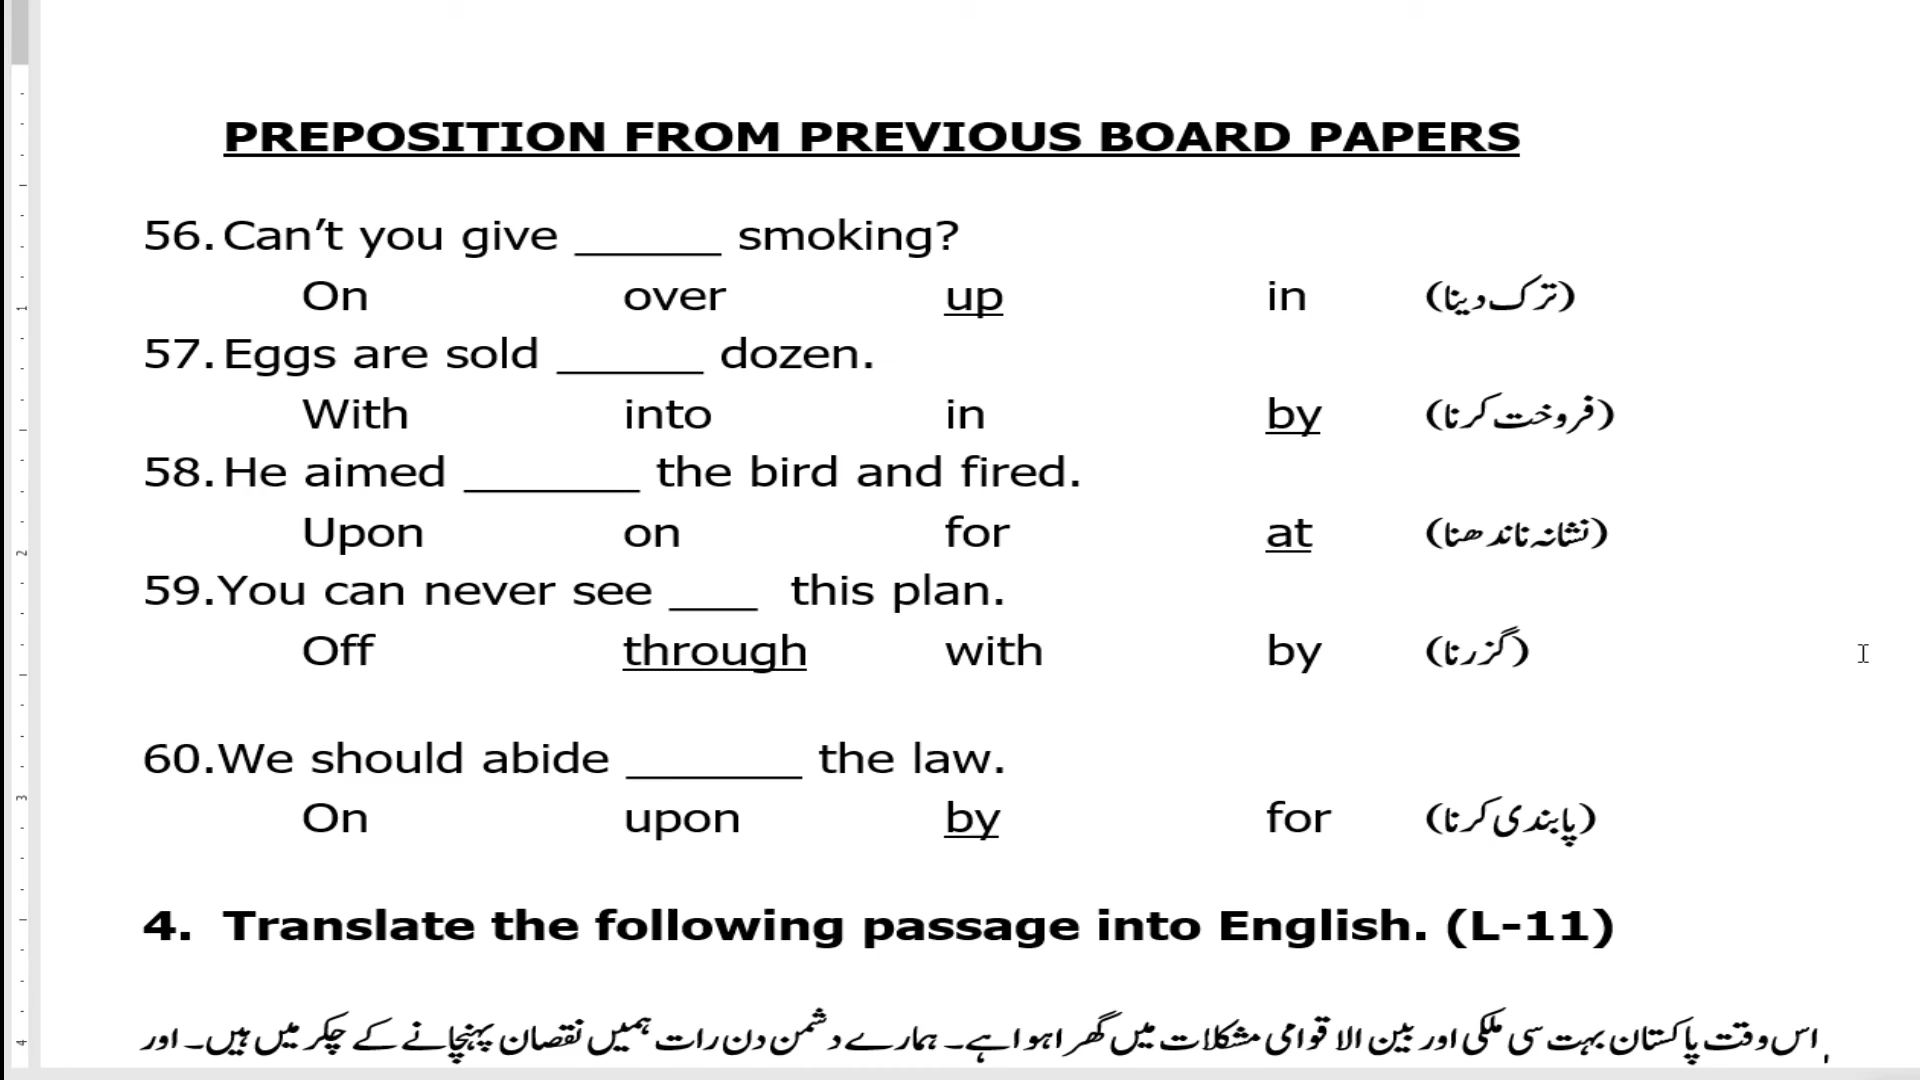 PREPOSITION FROM PREVIOUS BOARD PAPERS
56. Can't you give ______ smoking?
On over up in (ترک دینا)
57. Eggs are sold ______ dozen.
With into in by (فروخت کرنا)
58. He aimed _______ the bird and fired.
Upon on for at (نشانہ ناندھنا)
59. You can never see ____ this plan.
Off through with by (گزرنا)
60. We should abide _______ the law.
On upon by for (پابندی کرنا)
4. Translate the following passage into English. (L-11)
اس وقت پاکستان بہت سی ملکی اور بین الاقوامی مشکلات میں گھرا ہوا ہے۔ ہمارے دشمن دن رات ہمیں نقصان پہنچانے کے چکر میں ہیں۔ اور